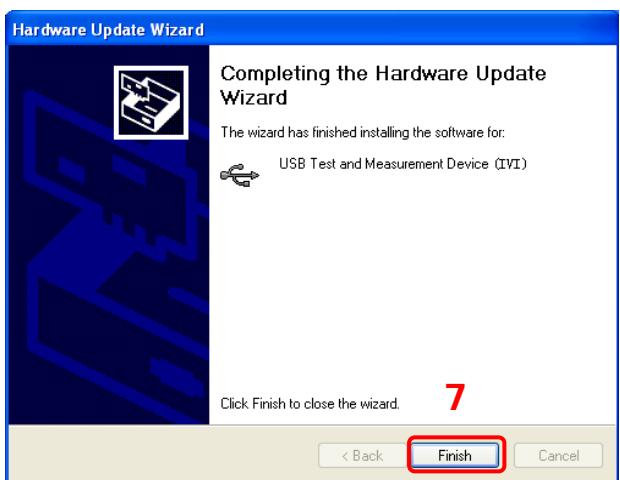 Hardware Update Wizard
Completing the Hardware Update
Wizard
The wizard has finished installing the software for:
USB Test and Measurement Device (IVI)
Click Finish to close the wizard.
7
< Back
Finish
Cancel